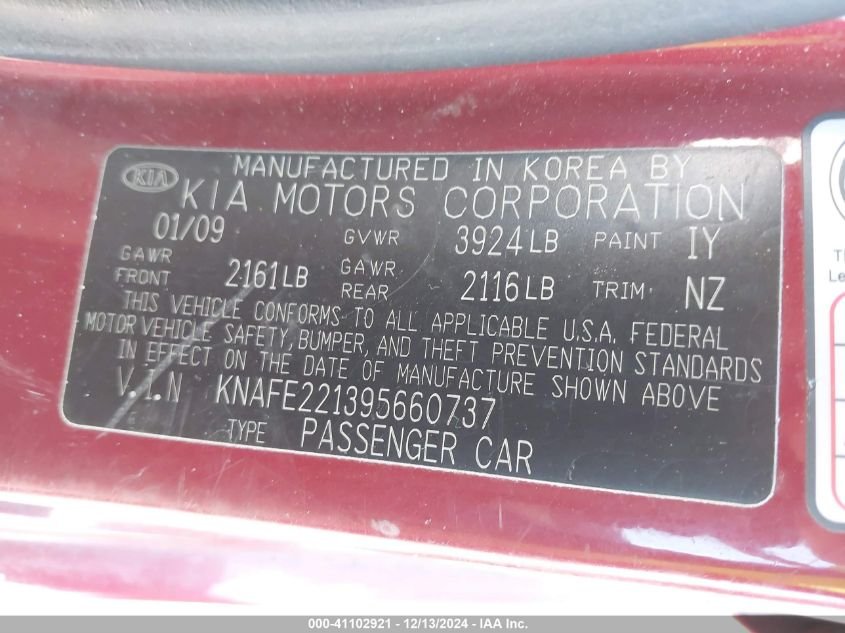 KIA
MANUFACTURED IN KOREA BY
KIA MOTORS CORPORATION
01/09 GVWR 3924LB PAINT IY
GAWR FRONT 2161LB GAWR REAR 2116LB TRIM NZ
THIS VEHICLE CONFORMS TO ALL APPLICABLE U.S.A. FEDERAL
MOTOR VEHICLE SAFETY, BUMPER, AND THEFT PREVENTION STANDARDS
IN EFFECT ON THE DATE OF MANUFACTURE SHOWN ABOVE
V.I.N KNAFE221395660737
TYPE PASSENGER CAR
000-41102921 - 12/13/2024 - IAA Inc.